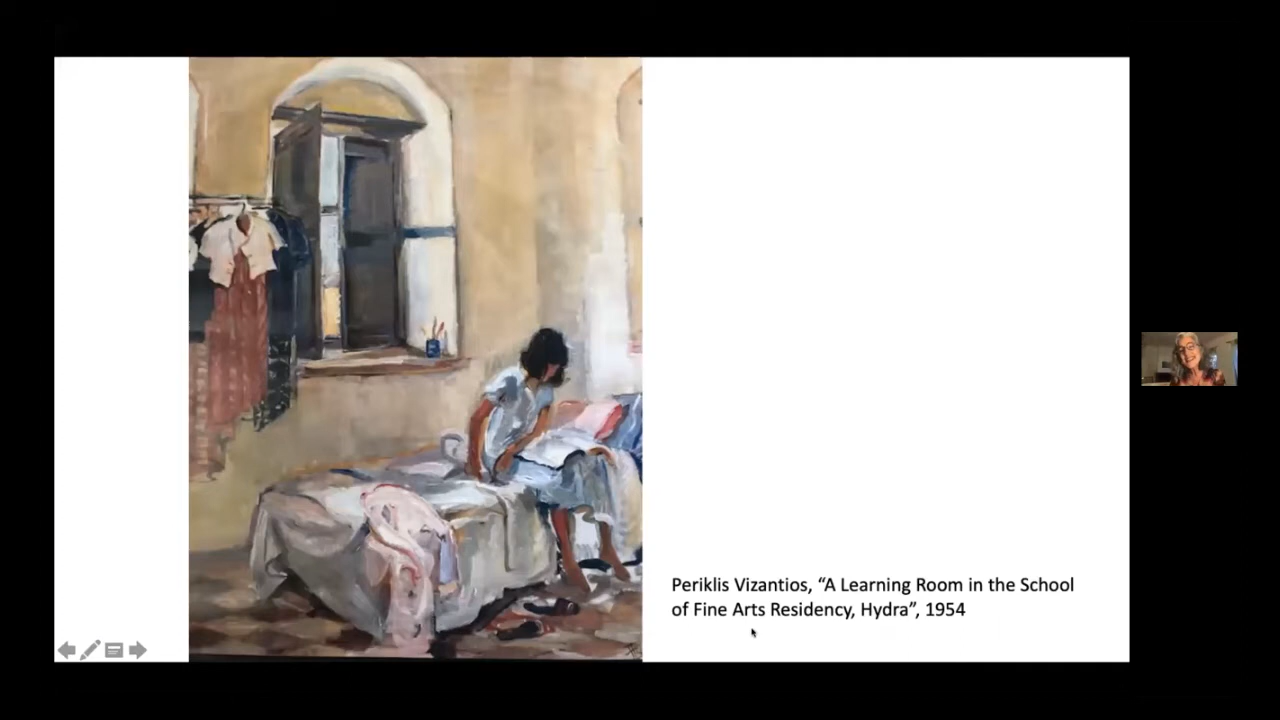 Periklis Vizantios, “A Learning Room in the School
of Fine Arts Residency, Hydra”, 1954